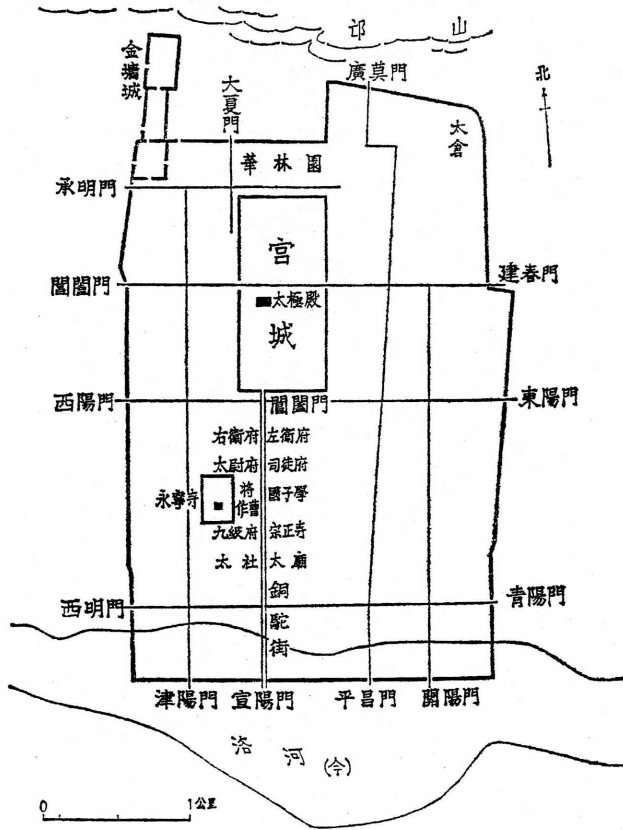 邙山
金墉城
大夏門
廣莫門
北
太倉
華林園
承明門
宮城
建春門
閶闔門
太極殿
西陽門
閶闔門
東陽門
右衛府 左衛府
太尉府 司徒府
永寧寺
將作曹 國子學
九級府 宗正寺
太社 太廟
西明門
銅駝街
青陽門
津陽門 宣陽門 平昌門 開陽門
洛河(今)
0 1公里